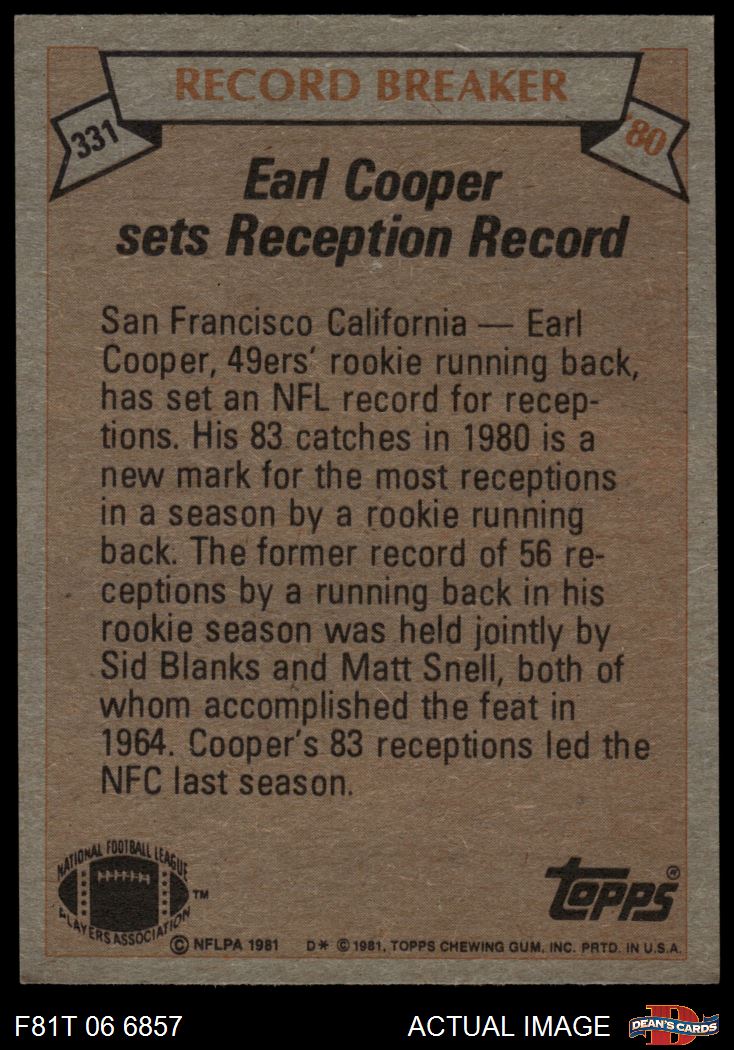 RECORD BREAKER
331
'80
Earl Cooper
sets Reception Record
San Francisco California — Earl
Cooper, 49ers' rookie running back,
has set an NFL record for recep-
tions. His 83 catches in 1980 is a
new mark for the most receptions
in a season by a rookie running
back. The former record of 56 re-
ceptions by a running back in his
rookie season was held jointly by
Sid Blanks and Matt Snell, both of
whom accomplished the feat in
1964. Cooper's 83 receptions led the
NFC last season.
NATIONAL FOOTBALL LEAGUE
PLAYERS ASSOCIATION
™
topps®
© NFLPA 1981 D* © 1981, TOPPS CHEWING GUM, INC. PRTD. IN U.S.A.
F81T 06 6857 ACTUAL IMAGE
D
DEAN'S CARDS